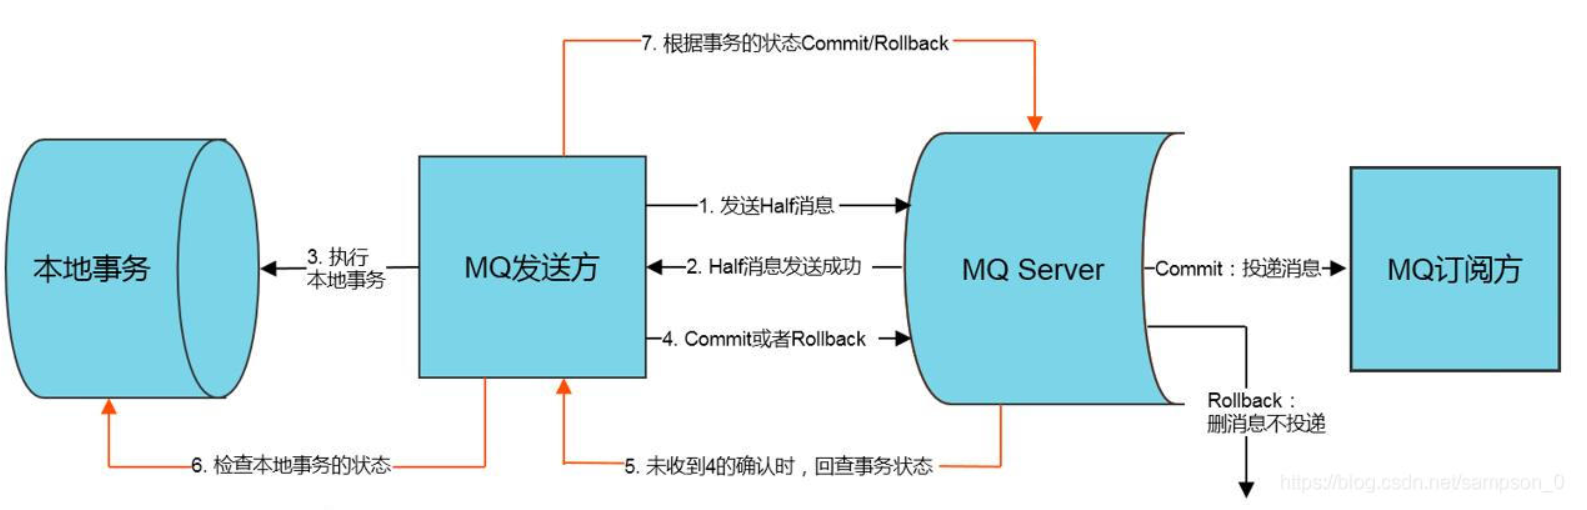 7. 根据事务的状态Commit/Rollback
本地事务
3. 执行
本地事务
MQ发送方
1. 发送Half消息
2. Half消息发送成功
4. Commit或者Rollback
MQ Server
Commit：投递消息
MQ订阅方
Rollback：
删消息不投递
6. 检查本地事务的状态
5. 未收到4的确认时，回查事务状态
https://blog.csdn.net/sampson_0